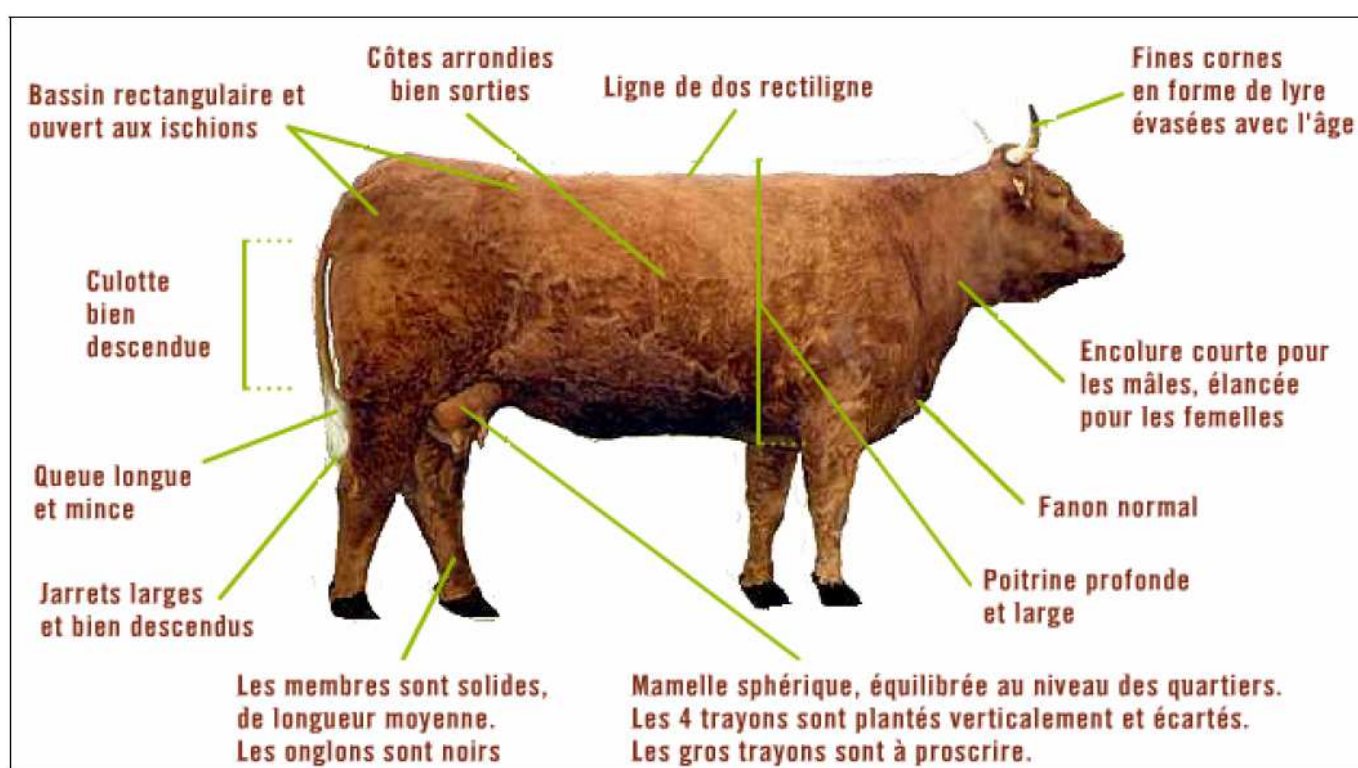 Côtes arrondies
bien sorties
Ligne de dos rectiligne
Fines cornes
en forme de lyre
évasées avec l'âge
Bassin rectangulaire et
ouvert aux ischions
Culotte
bien
descendue
Encolure courte pour
les mâles, élancée
pour les femelles
Queue longue
et mince
Fanon normal
Jarrets larges
et bien descendus
Poitrine profonde
et large
Les membres sont solides,
de longueur moyenne.
Les onglons sont noirs
Mamelle sphérique, équilibrée au niveau des quartiers.
Les 4 trayons sont plantés verticalement et écartés.
Les gros trayons sont à proscrire.